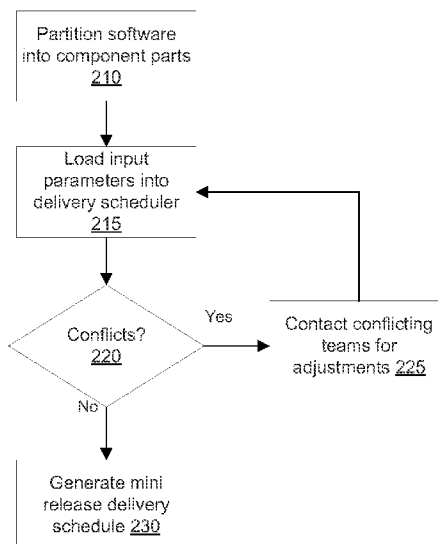 Partition software
into component parts
210
Load input
parameters into
delivery scheduler
215
Conflicts?
220
Yes
Contact conflicting
teams for
adjustments 225
No
Generate mini
release delivery
schedule 230